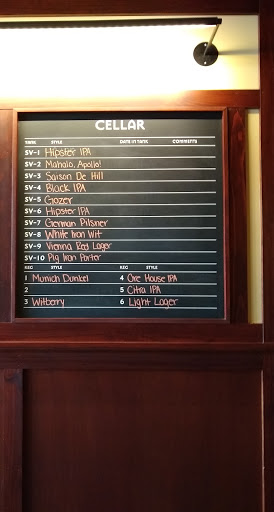 CELLAR
TANK STYLE DATE IN TANK COMMENTS
SV-1 Hipster IPA
SV-2 Mahalo, Apollo!
SV-3 Saison De Hill
SV-4 Black IPA
SV-5 Gozer
SV-6 Hipster IPA
SV-7 German Pilsner
SV-8 White Iron Wit
SV-9 Vienna Red Lager
SV-10 Pig Iron Porter
KEG STYLE KEG STYLE
1 Munich Dunkel 4 Ore House IPA
2 5 Citra IPA
3 Witberry 6 Light Lager